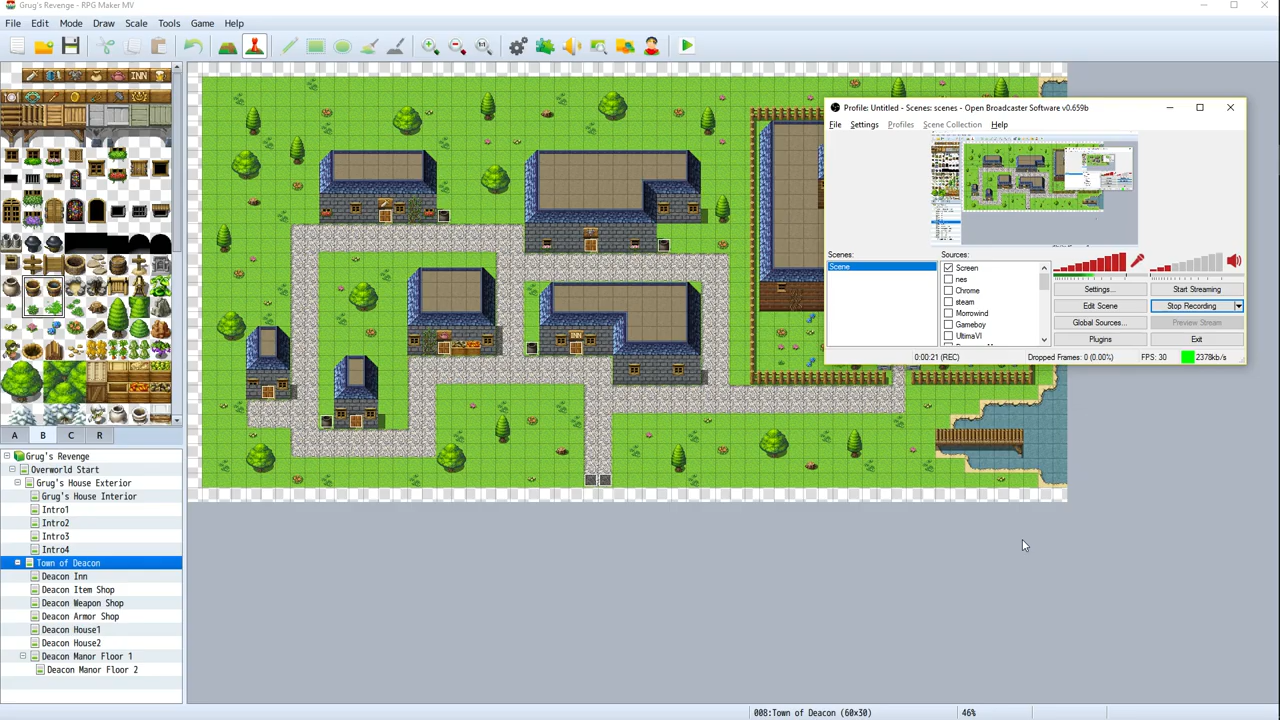 Grug's Revenge - RPG Maker MV
File Edit Mode Draw Scale Tools Game Help
INN
A B C R
Grug's Revenge
Overworld Start
Grug's House Exterior
Grug's House Interior
Intro1
Intro2
Intro3
Intro4
Town of Deacon
Deacon Inn
Deacon Item Shop
Deacon Weapon Shop
Deacon Armor Shop
Deacon House1
Deacon House2
Deacon Manor Floor 1
Deacon Manor Floor 2
INN
Profile: Untitled - Scenes: scenes - Open Broadcaster Software v0.659b
File Settings Profiles Scene Collection Help
Scenes:
Scene
Sources:
Screen
nes
Chrome
steam
Morrowind
Gameboy
UltimaVI
Settings... Start Streaming
Edit Scene Stop Recording
Global Sources... Preview Stream
Plugins Exit
0:00:21 (REC) Dropped Frames: 0 (0.00%) FPS: 30 2378kb/s
008:Town of Deacon (60x30) 46%